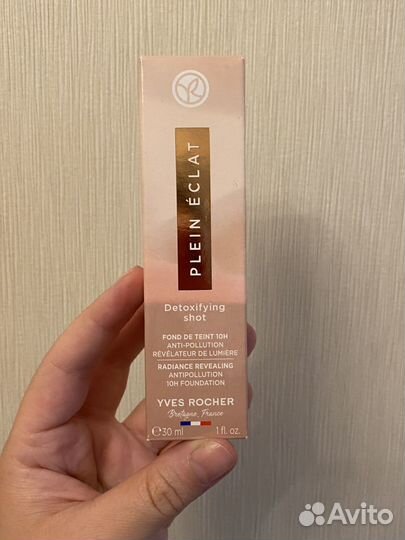 PLEIN ÉCLAT
Detoxifying
shot
FOND DE TEINT 10H
ANTI-POLLUTION
RÉVÉLATEUR DE LUMIÈRE
RADIANCE REVEALING
ANTIPOLLUTION
10H FOUNDATION
YVES ROCHER
Bretagne, France
℮30 ml 1 fl. oz.
Avito